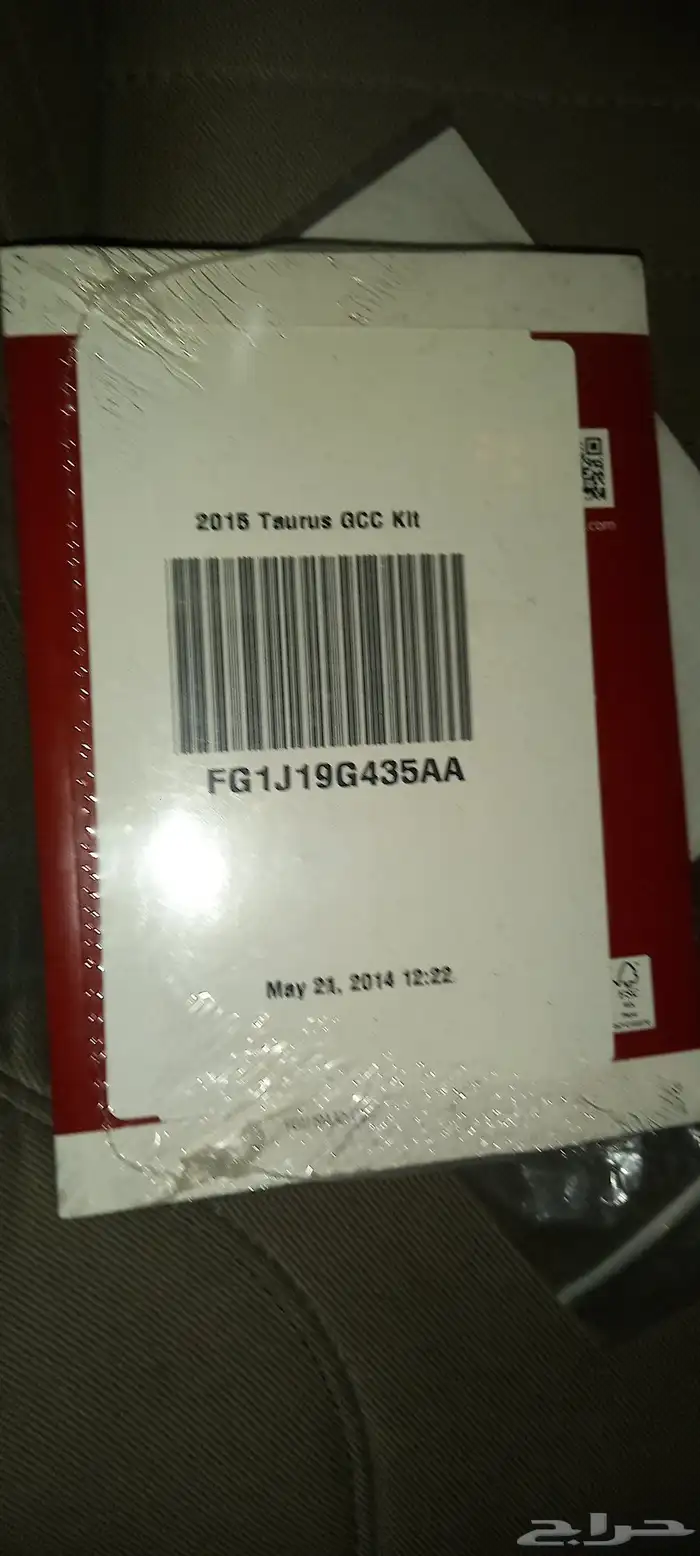 2015 Taurus GCC Kit
.com
FG1J19G435AA
May 21, 2014 12:22
حراج